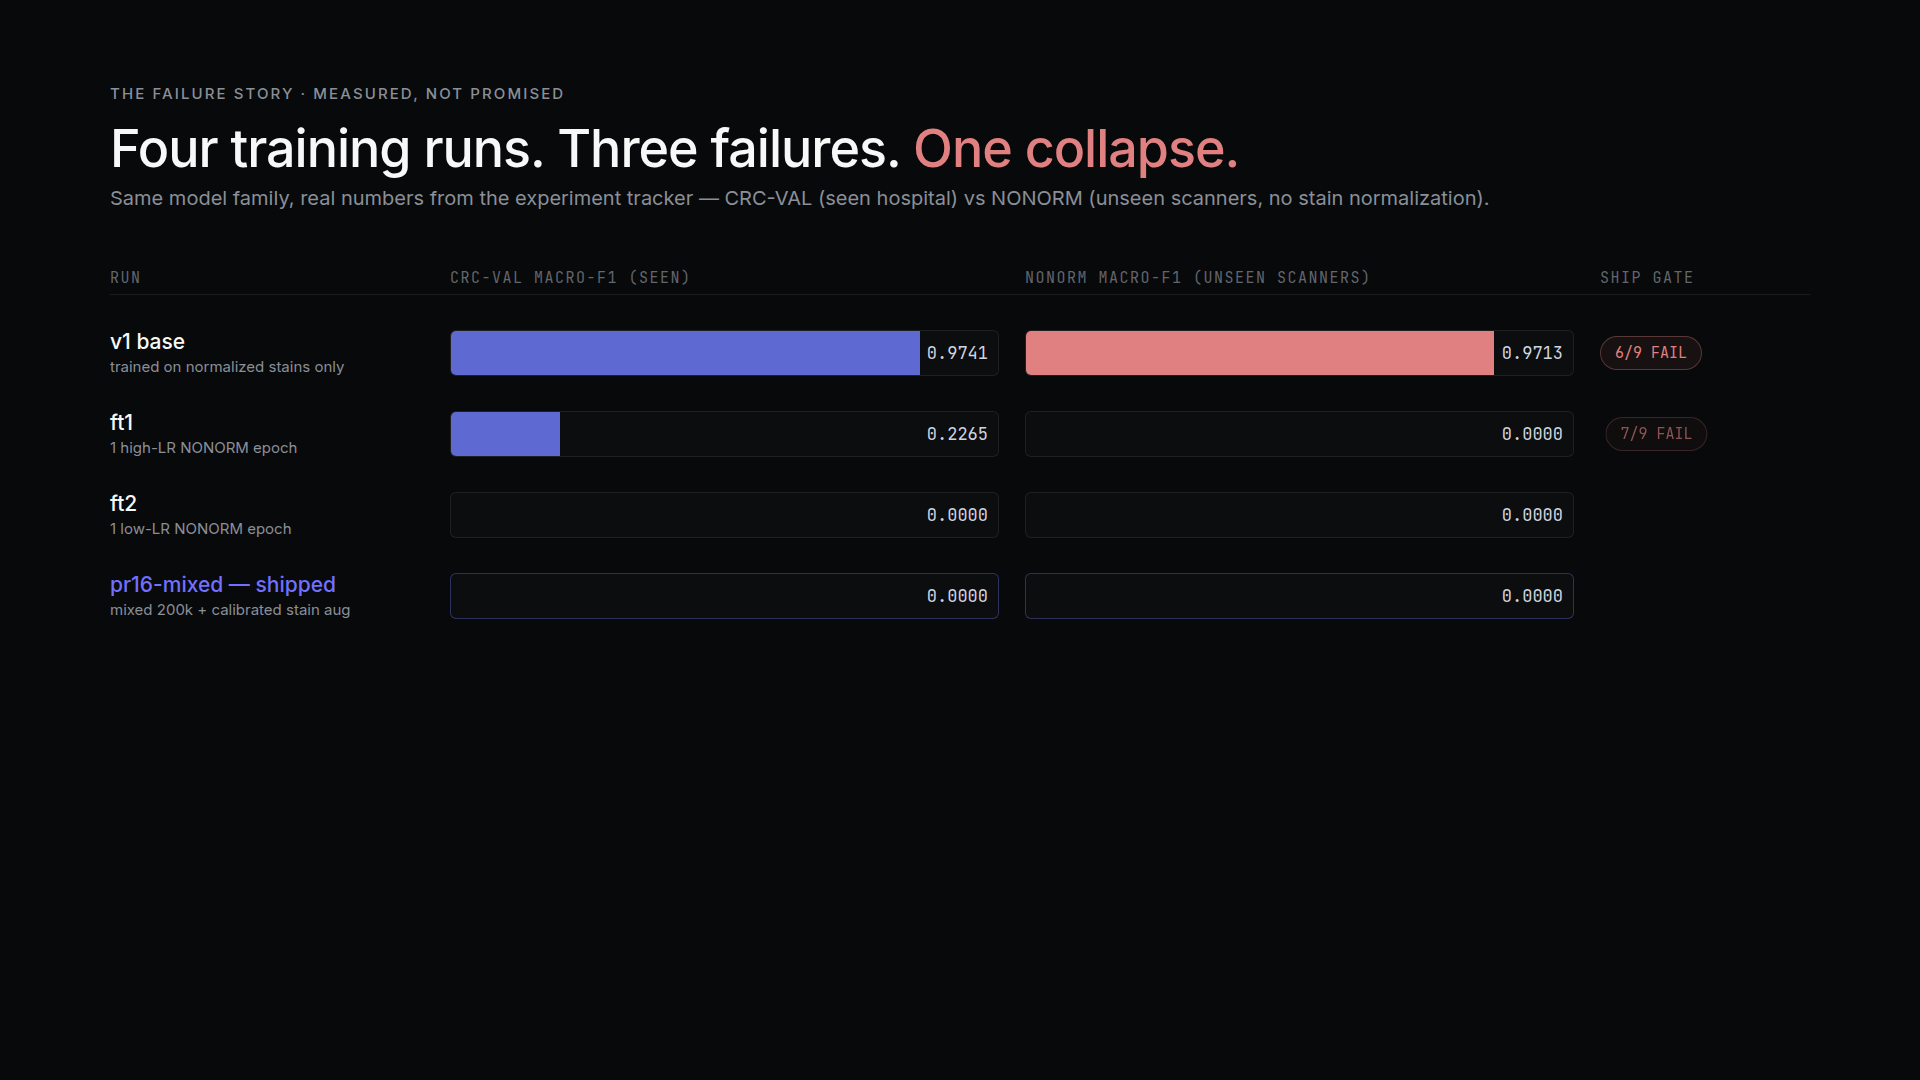 THE FAILURE STORY · MEASURED, NOT PROMISED
Four training runs. Three failures. One collapse.
Same model family, real numbers from the experiment tracker — CRC-VAL (seen hospital) vs NONORM (unseen scanners, no stain normalization).
RUN CRC-VAL MACRO-F1 (SEEN) NONORM MACRO-F1 (UNSEEN SCANNERS) SHIP GATE
v1 base
trained on normalized stains only
0.9741 0.9713 6/9 FAIL
ft1
1 high-LR NONORM epoch
0.2265 0.0000 7/9 FAIL
ft2
1 low-LR NONORM epoch
0.0000 0.0000
pr16-mixed — shipped
mixed 200k + calibrated stain aug
0.0000 0.0000